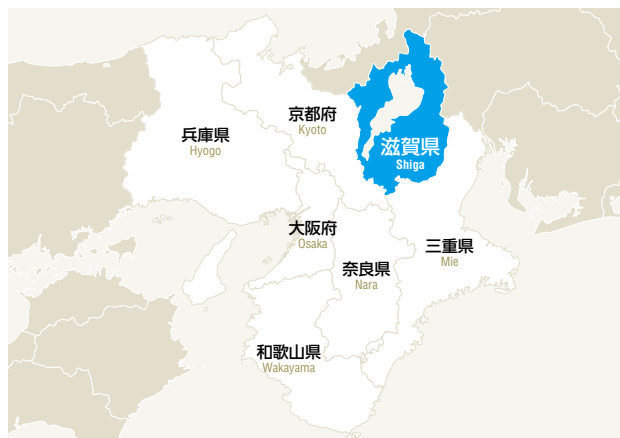 京都府
Kyoto
兵庫県
Hyogo
滋賀県
Shiga
大阪府
Osaka
三重県
Mie
奈良県
Nara
和歌山県
Wakayama